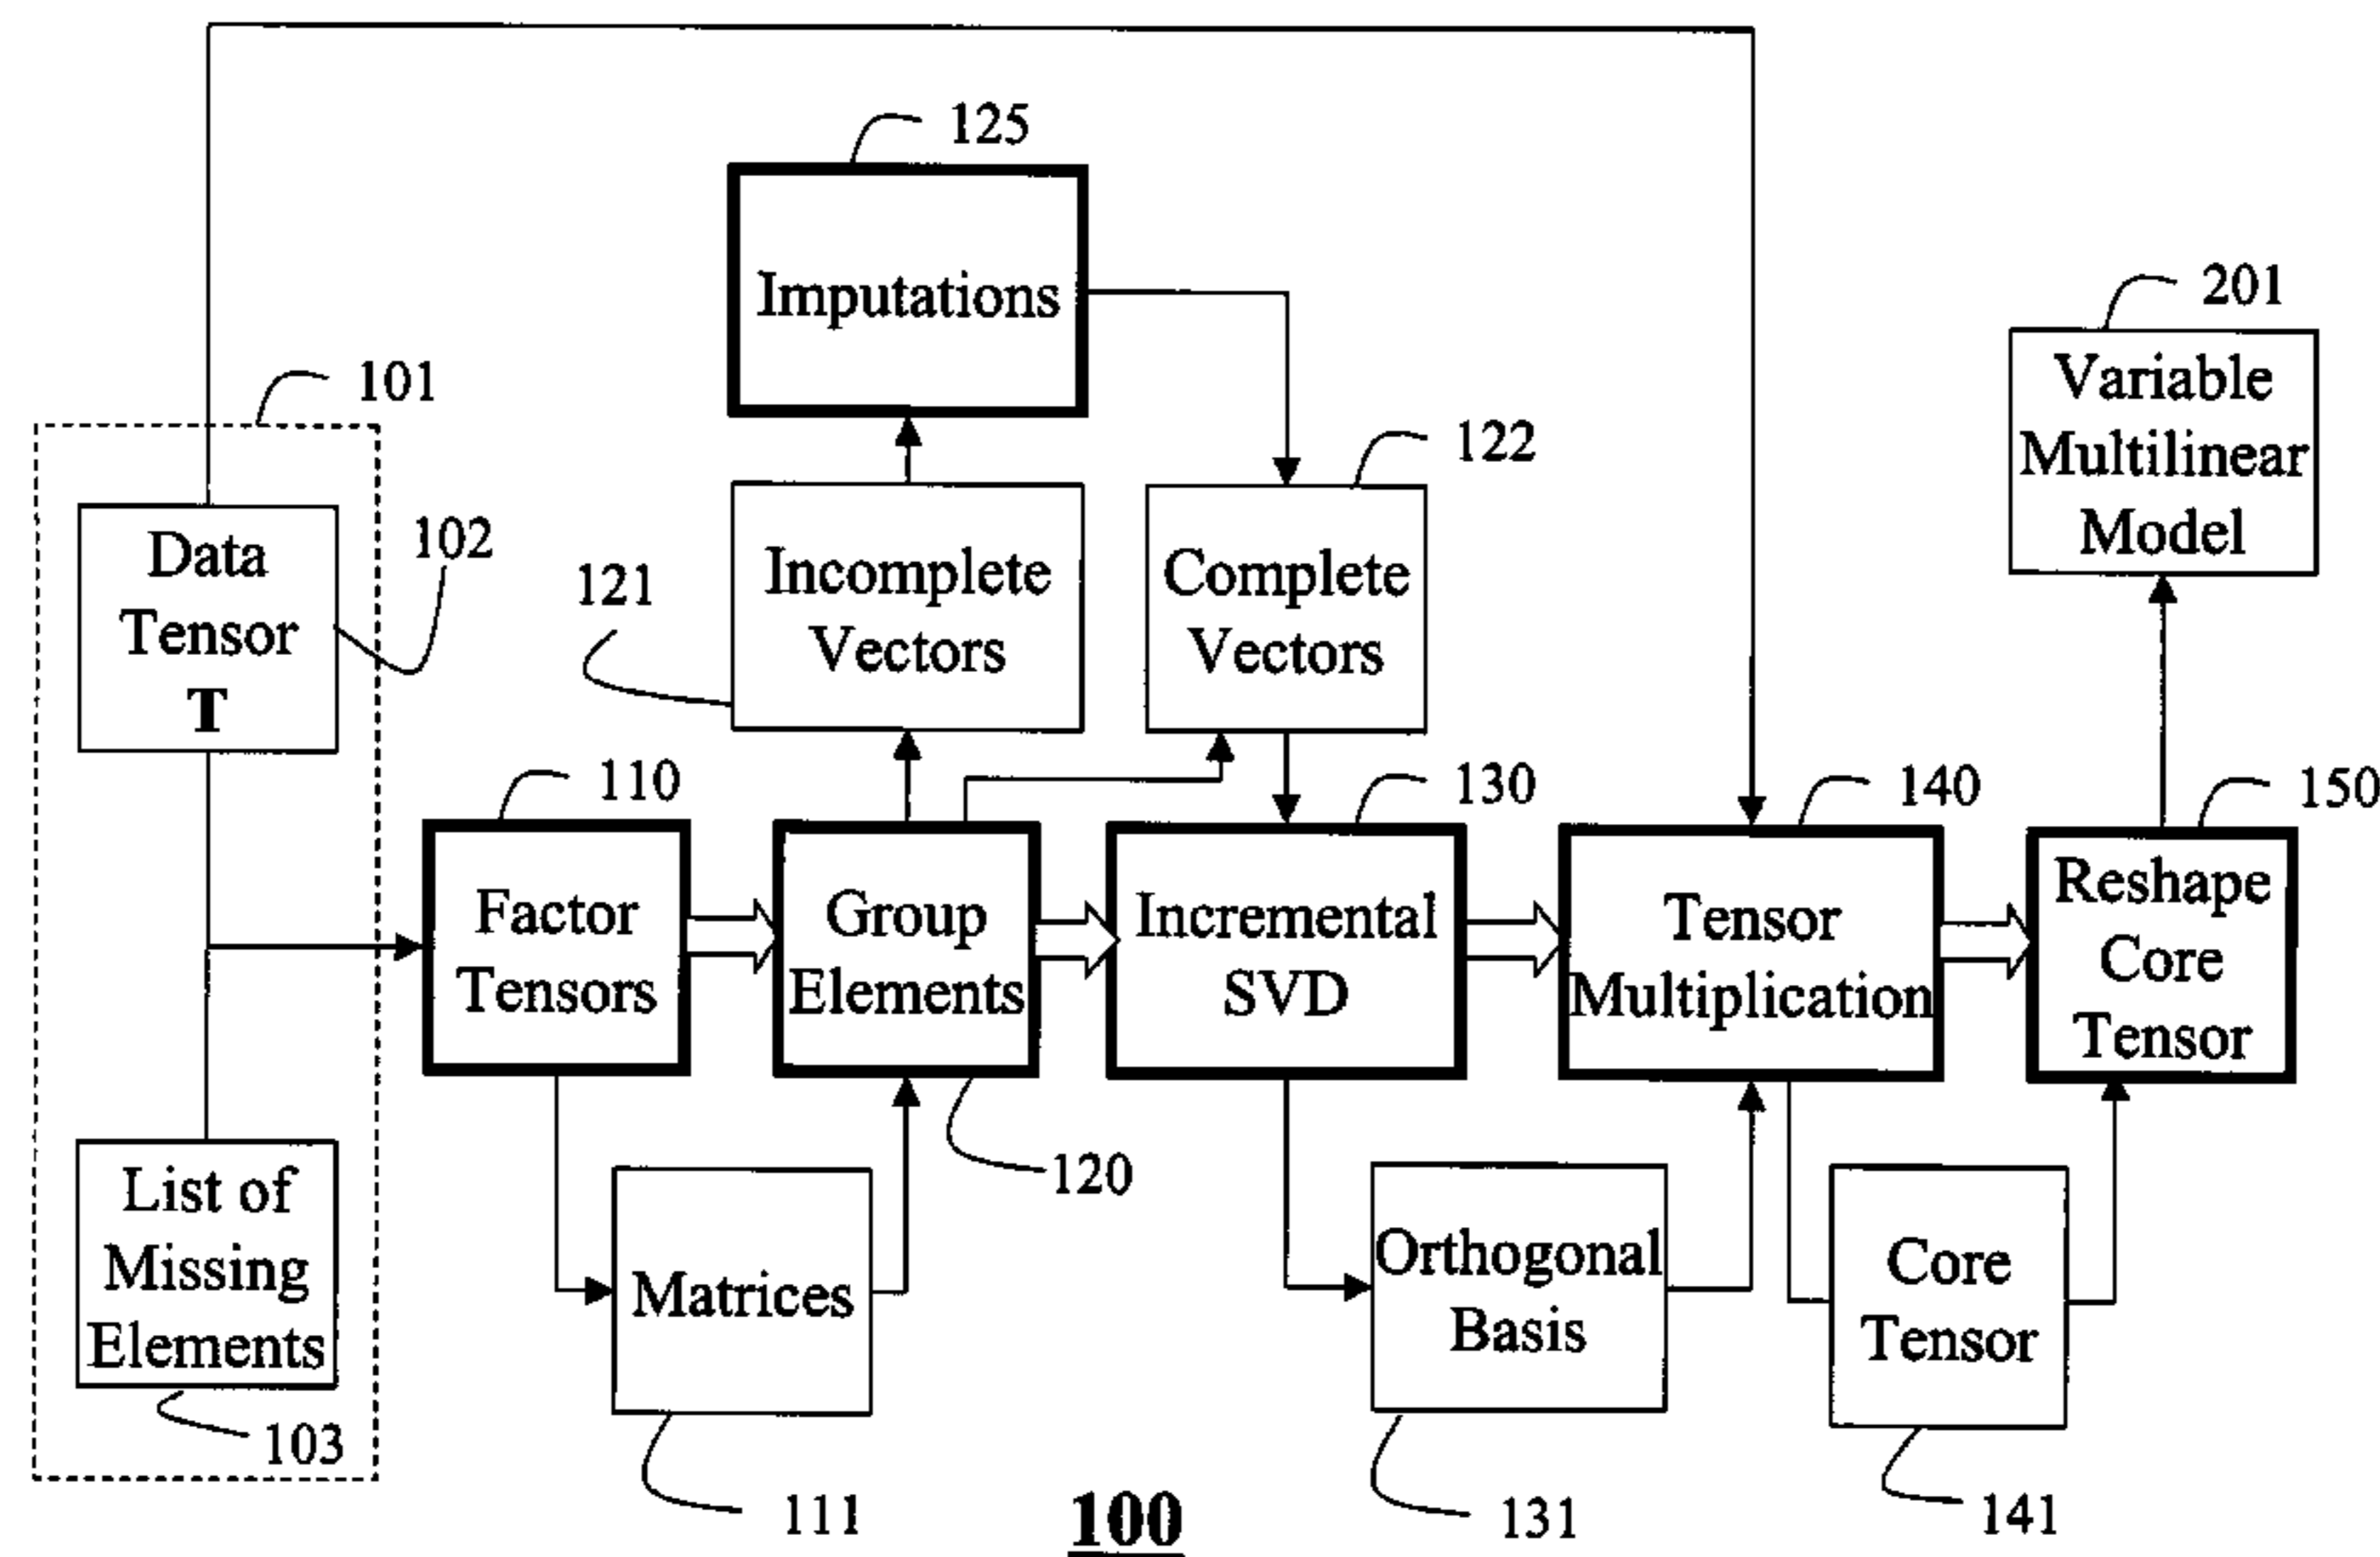 125
Imputations
201
Variable
Multilinear
Model
101
122
Data
Tensor
T
102
121
Incomplete
Vectors
Complete
Vectors
110
130
140
150
Factor
Tensors
Group
Elements
Incremental
SVD
Tensor
Multiplication
Reshape
Core
Tensor
List of
Missing
Elements
103
120
Matrices
111
Orthogonal
Basis
131
Core
Tensor
141
100